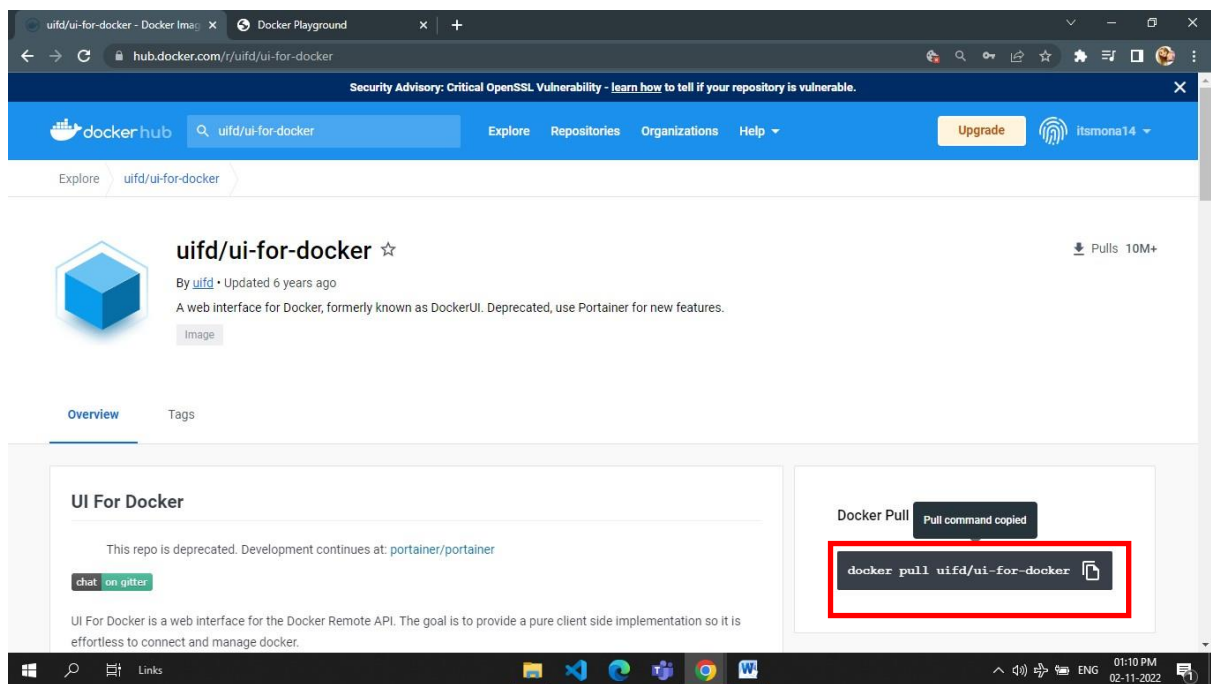 uifd/ui-for-docker - Docker Imag
Docker Playground
hub.docker.com/r/uifd/ui-for-docker
Security Advisory: Critical OpenSSL Vulnerability - learn how to tell if your repository is vulnerable.
dockerhub
uifd/ui-for-docker
Explore
Repositories
Organizations
Help
Upgrade
itsmona14
Explore
uifd/ui-for-docker
uifd/ui-for-docker
Pulls 10M+
By uifd • Updated 6 years ago
A web interface for Docker, formerly known as DockerUI. Deprecated, use Portainer for new features.
Image
Overview
Tags
UI For Docker
This repo is deprecated. Development continues at: portainer/portainer
chat on gitter
UI For Docker is a web interface for the Docker Remote API. The goal is to provide a pure client side implementation so it is
effortless to connect and manage docker.
Docker Pull
Pull command copied
docker pull uifd/ui-for-docker
Links
ENG
01:10 PM
02-11-2022